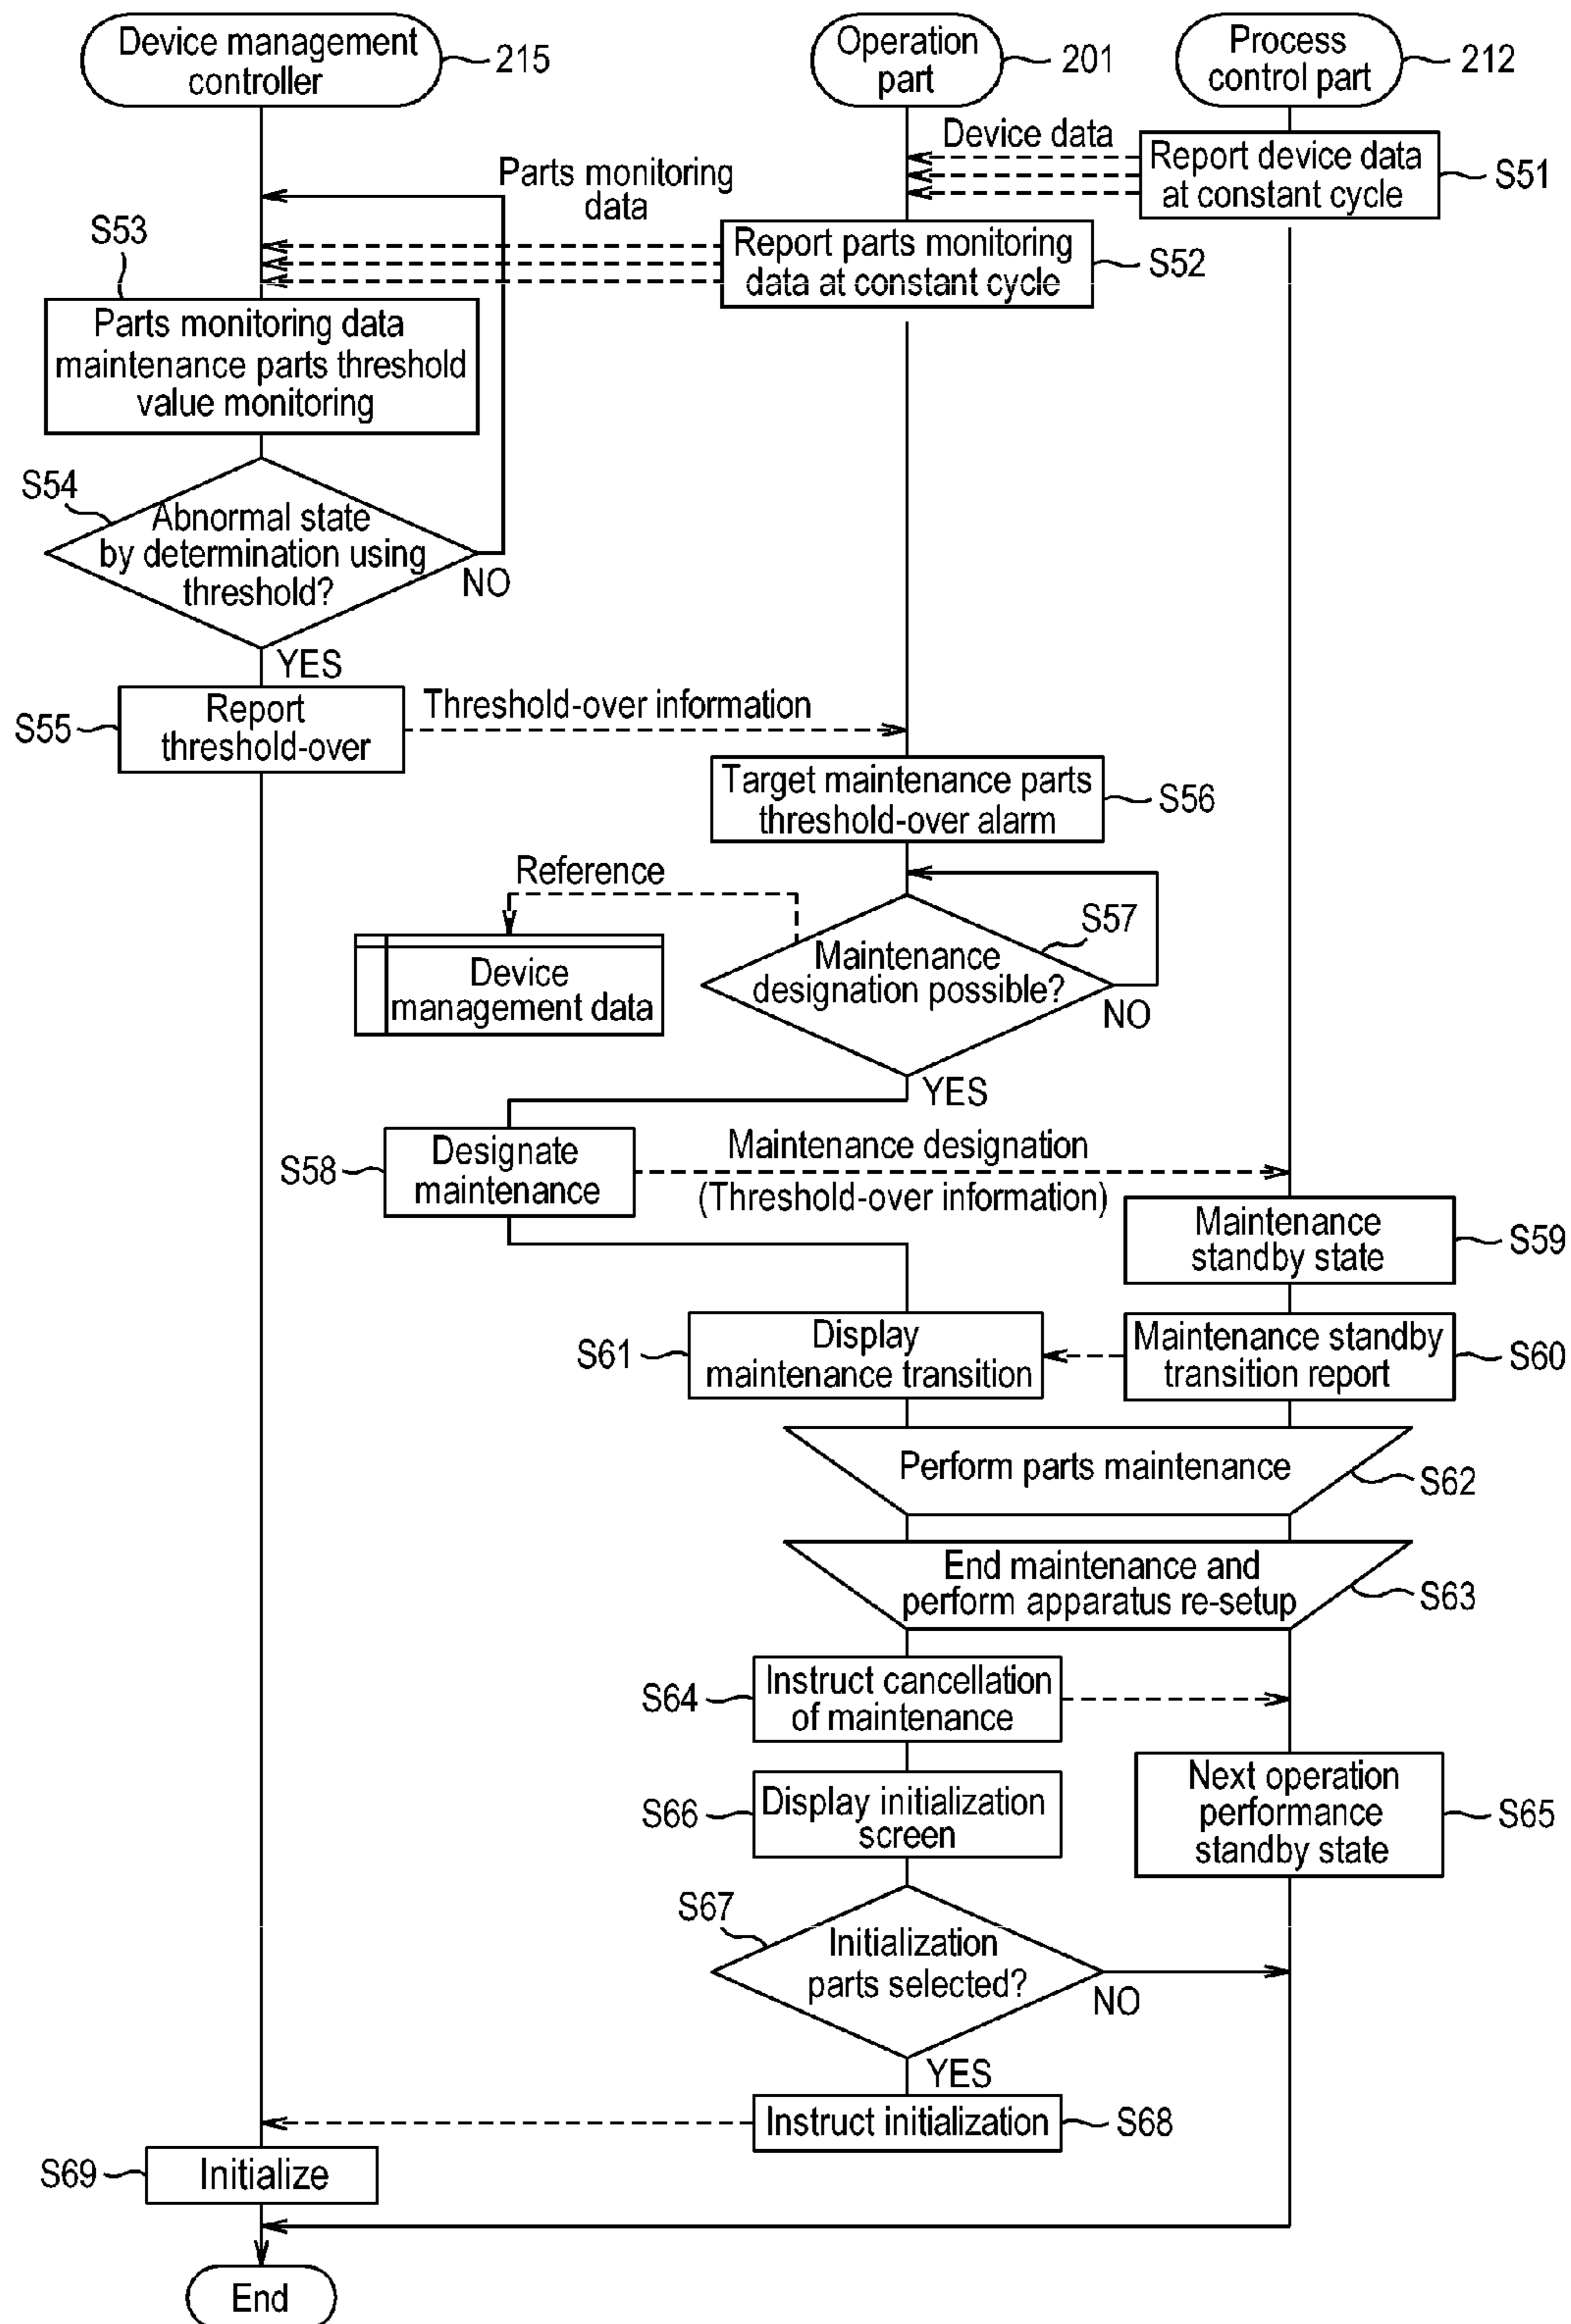 Device management
controller
215
Operation
part
201
Process
control part
212
Device data
Report device data
at constant cycle
S51
Parts monitoring
data
Report parts monitoring
data at constant cycle
S52
S53
Parts monitoring data
maintenance parts threshold
value monitoring
S54
Abnormal state
by determination using
threshold?
NO
YES
S55
Report
threshold-over
Threshold-over information
Target maintenance parts
threshold-over alarm
S56
Reference
Device
management data
S57
Maintenance
designation possible?
NO
YES
S58
Designate
maintenance
Maintenance designation
(Threshold-over information)
Maintenance
standby state
S59
S61
Display
maintenance transition
Maintenance standby
transition report
S60
Perform parts maintenance
S62
End maintenance and
perform apparatus re-setup
S63
S64
Instruct cancellation
of maintenance
Next operation
performance
standby state
S65
S66
Display initialization
screen
S67
Initialization
parts selected?
NO
YES
Instruct initialization
S68
S69
Initialize
End